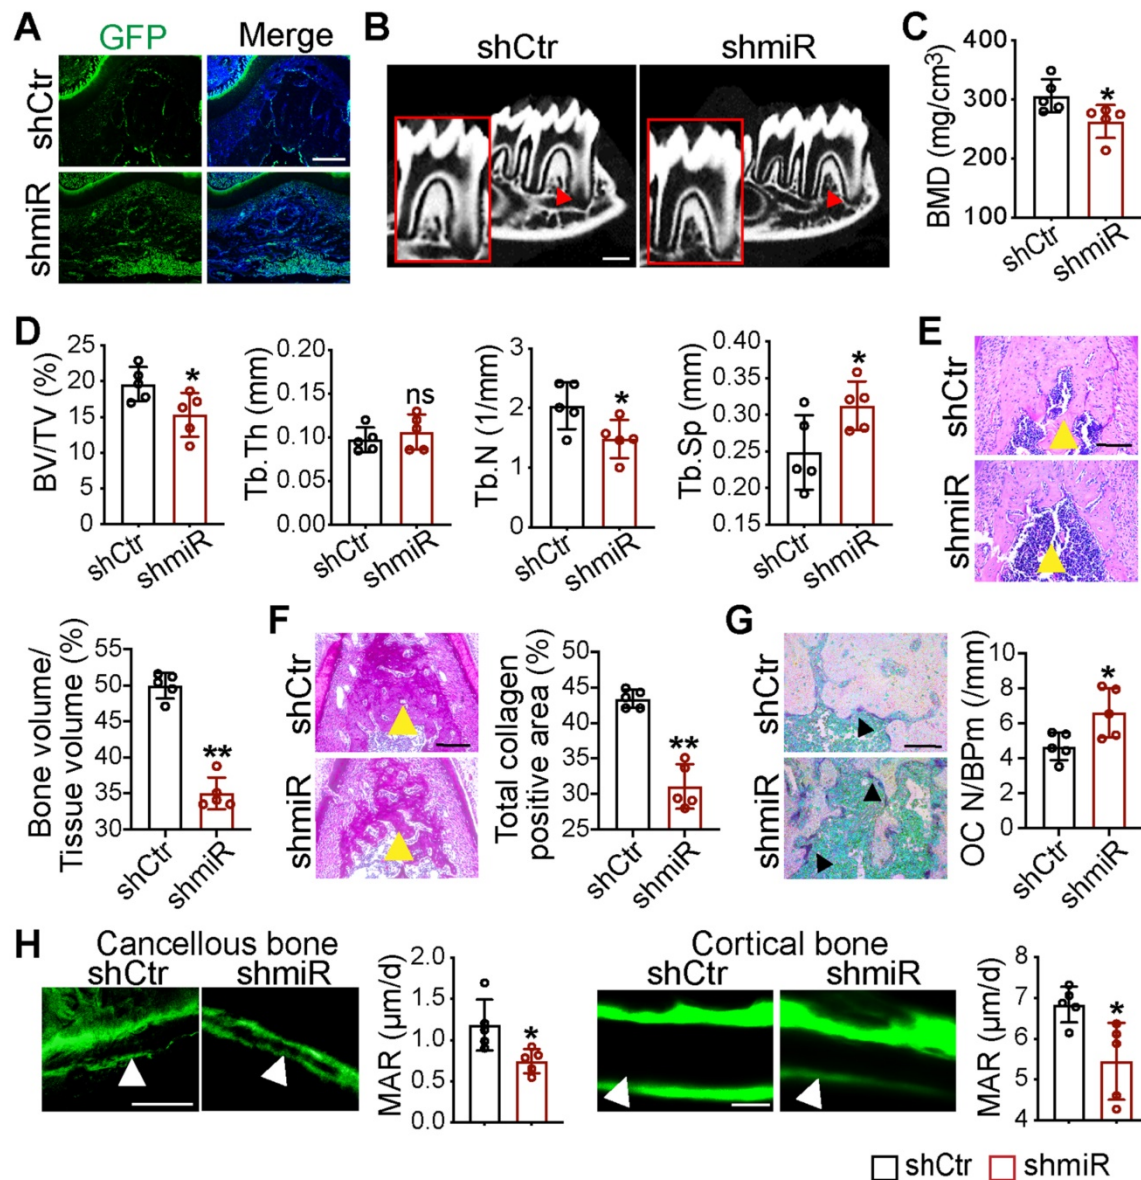 A
GFP
Merge
shCtr
shmiR
B
shCtr
shmiR
C
BMD (mg/cm³)
400
300
200
100
*
shCtr
shmiR
D
BV/TV (%)
25
20
15
10
5
0
*
shCtr
shmiR
Tb.Th (mm)
0.20
0.15
0.10
0.05
0.00
ns
shCtr
shmiR
Tb.N (1/mm)
3
2
1
0
*
shCtr
shmiR
Tb.Sp (mm)
0.40
0.35
0.30
0.25
0.20
0.15
*
shCtr
shmiR
E
shCtr
shmiR
Bone volume/
Tissue volume (%)
55
50
45
40
35
30
**
shCtr
shmiR
F
shCtr
shmiR
Total collagen
positive area (%)
50
45
40
35
30
25
**
shCtr
shmiR
G
shCtr
shmiR
OC N/BPm (/mm)
10
8
6
4
2
0
*
shCtr
shmiR
H
Cancellous bone
shCtr
shmiR
MAR (μm/d)
2.0
1.5
1.0
0.5
0.0
*
Cortical bone
shCtr
shmiR
MAR (μm/d)
8
7
6
5
4
*
shCtr
shmiR